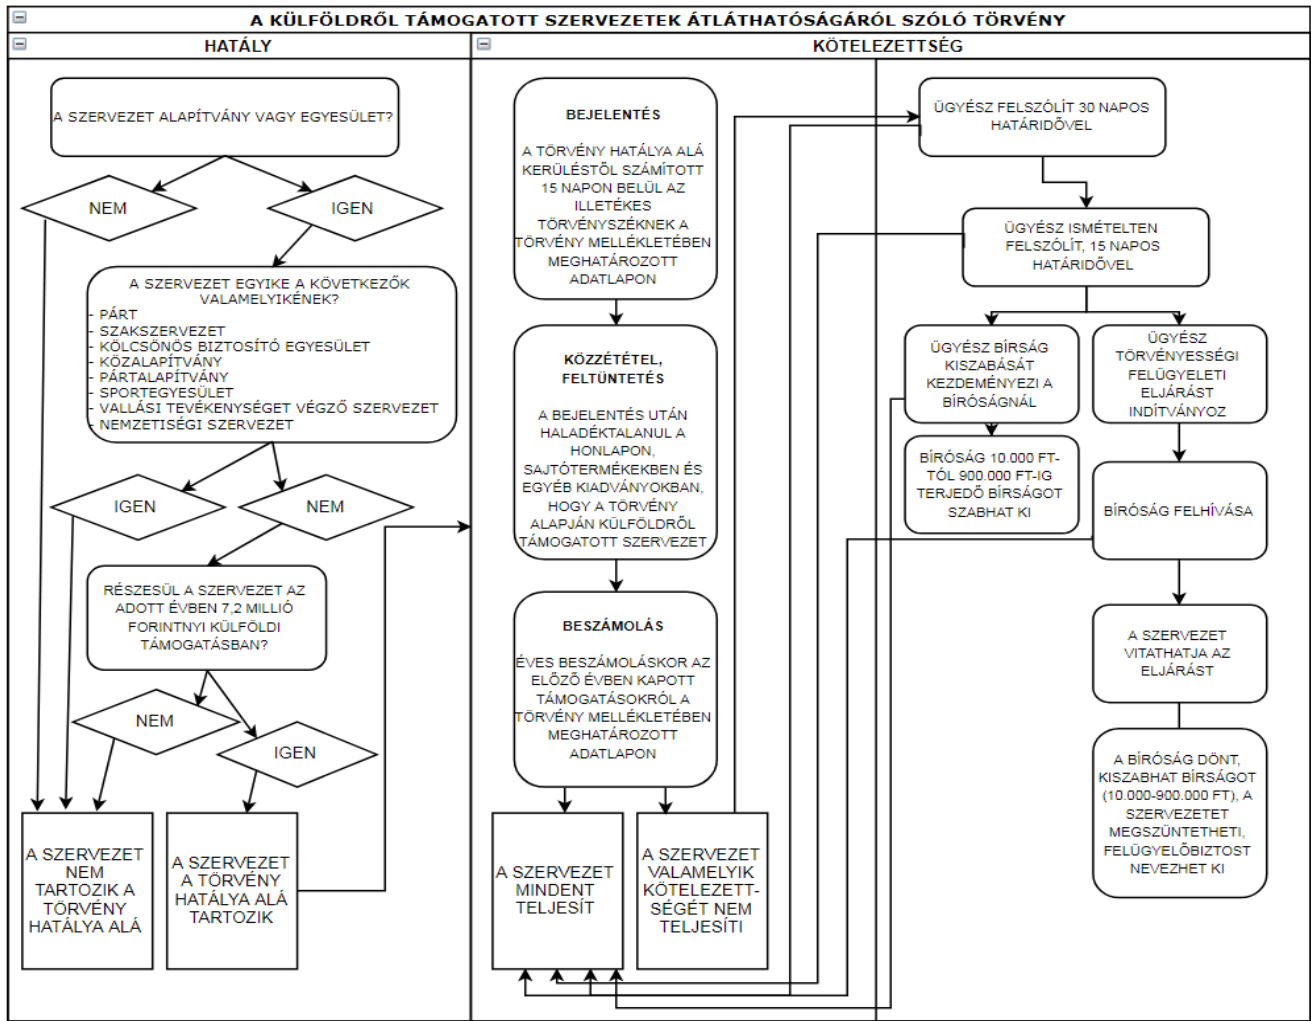 A KÜLFÖLDRŐL TÁMOGATOTT SZERVEZETEK ÁTLÁTHATÓSÁGÁRÓL SZÓLÓ TÖRVÉNY
HATÁLY
KÖTELEZETTSÉG
A SZERVEZET ALAPÍTVÁNY VAGY EGYESÜLET?
NEM
IGEN
A SZERVEZET EGYIKE A KÖVETKEZŐK
VALAMELYIKÉNEK?
- PÁRT
- SZAKSZERVEZET
- KÖLCSÖNÖS BIZTOSÍTÓ EGYESÜLET
- KÖZALAPÍTVÁNY
- PÁRTALAPÍTVÁNY
- SPORTEGYESÜLET
- VALLÁSI TEVÉKENYSÉGET VÉGZŐ SZERVEZET
- NEMZETISÉGI SZERVEZET
IGEN
NEM
RÉSZESÜL A SZERVEZET AZ
ADOTT ÉVBEN 7,2 MILLIÓ
FORINTNYI KÜLFÖLDI
TÁMOGATÁSBAN?
NEM
IGEN
A SZERVEZET
NEM
TARTOZIK A
TÖRVÉNY
HATÁLYA ALÁ
A SZERVEZET
A TÖRVÉNY
HATÁLYA ALÁ
TARTOZIK
BEJELENTÉS
A TÖRVÉNY HATÁLYA ALÁ
KERÜLÉSTŐL SZÁMÍTOTT
15 NAPON BELÜL AZ
ILLETÉKES
TÖRVÉNYSZÉKNEK A
TÖRVÉNY MELLÉKLETÉBEN
MEGHATÁROZOTT
ADATLAPON
KÖZZÉTÉTEL,
FELTÜNTETÉS
A BEJELENTÉS UTÁN
HALADÉKTALANUL A
HONLAPON,
SAJTÓTERMÉKEKBEN ÉS
EGYÉB KIADVÁNYOKBAN,
HOGY A TÖRVÉNY
ALAPJÁN KÜLFÖLDRŐL
TÁMOGATOTT SZERVEZET
BESZÁMOLÁS
ÉVES BESZÁMOLÁSKOR AZ
ELŐZŐ ÉVBEN KAPOTT
TÁMOGATÁSOKRÓL A
TÖRVÉNY MELLÉKLETÉBEN
MEGHATÁROZOTT
ADATLAPON
A SZERVEZET
MINDENT
TELJESÍT
A SZERVEZET
VALAMELYIK
KÖTELEZETT-
SÉGÉT NEM
TELJESÍTI
ÜGYÉSZ FELSZÓLÍT 30 NAPOS
HATÁRIDŐVEL
ÜGYÉSZ ISMÉTELTEN
FELSZÓLÍT, 15 NAPOS
HATÁRIDŐVEL
ÜGYÉSZ BÍRSÁG
KISZABÁSÁT
KEZDEMÉNYEZI A
BÍRÓSÁGNÁL
BÍRÓSÁG 10.000 FT-
TÓL 900.000 FT-IG
TERJEDŐ BÍRSÁGOT
SZABHAT KI
ÜGYÉSZ
TÖRVÉNYESSÉGI
FELÜGYELETI
ELJÁRÁST
INDÍTVÁNYOZ
BÍRÓSÁG FELHÍVÁSA
A SZERVEZET
VITATHATJA AZ
ELJÁRÁST
A BÍRÓSÁG DÖNT,
KISZABHAT BÍRSÁGOT
(10.000-900.000 FT), A
SZERVEZETET
MEGSZÜNTETHETI,
FELÜGYELŐBIZTOST
NEVEZHET KI